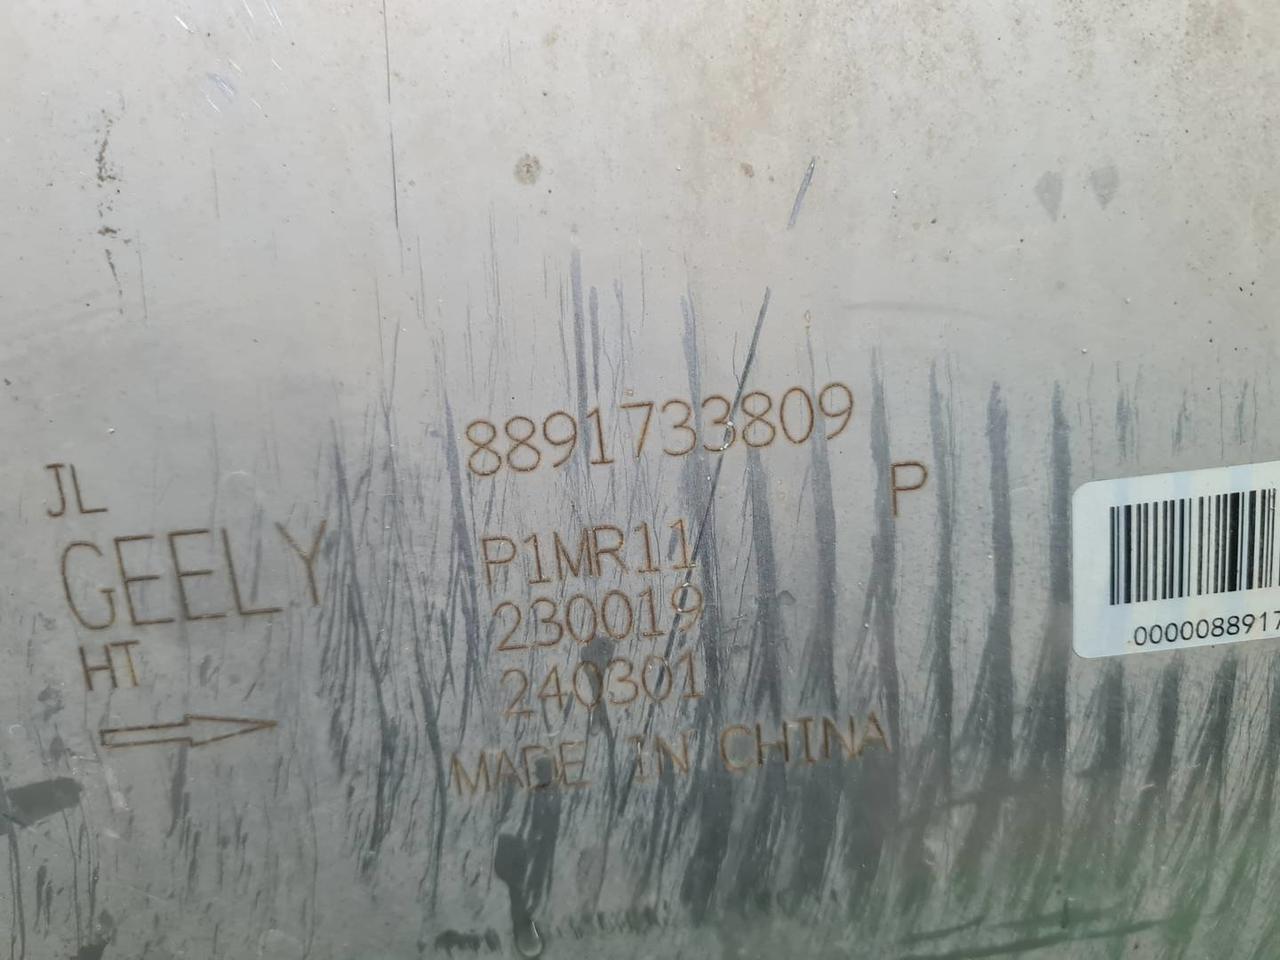 8891733809
P
JL
GEELY
HT
P1MR11
230019
240301
MADE IN CHINA
0000088917